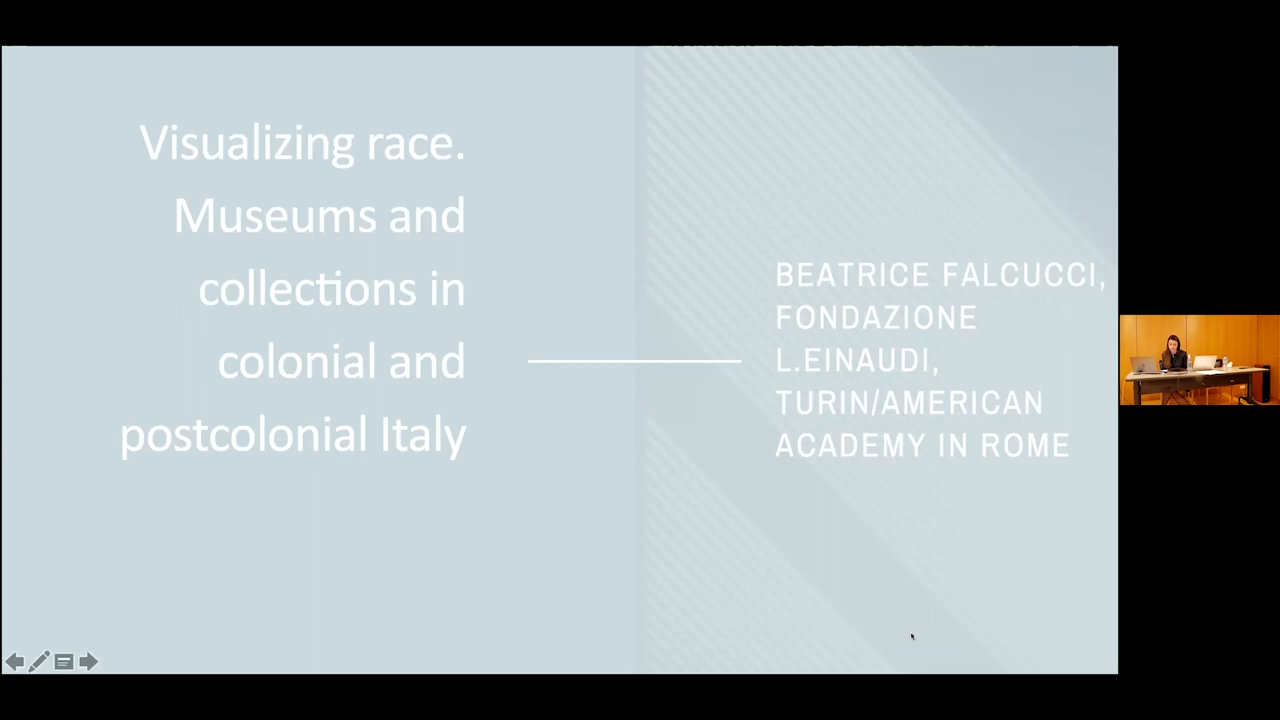 Visualizing race.
Museums and
collections in
colonial and
postcolonial Italy
BEATRICE FALCUCCI,
FONDAZIONE
L.EINAUDI,
TURIN/AMERICAN
ACADEMY IN ROME